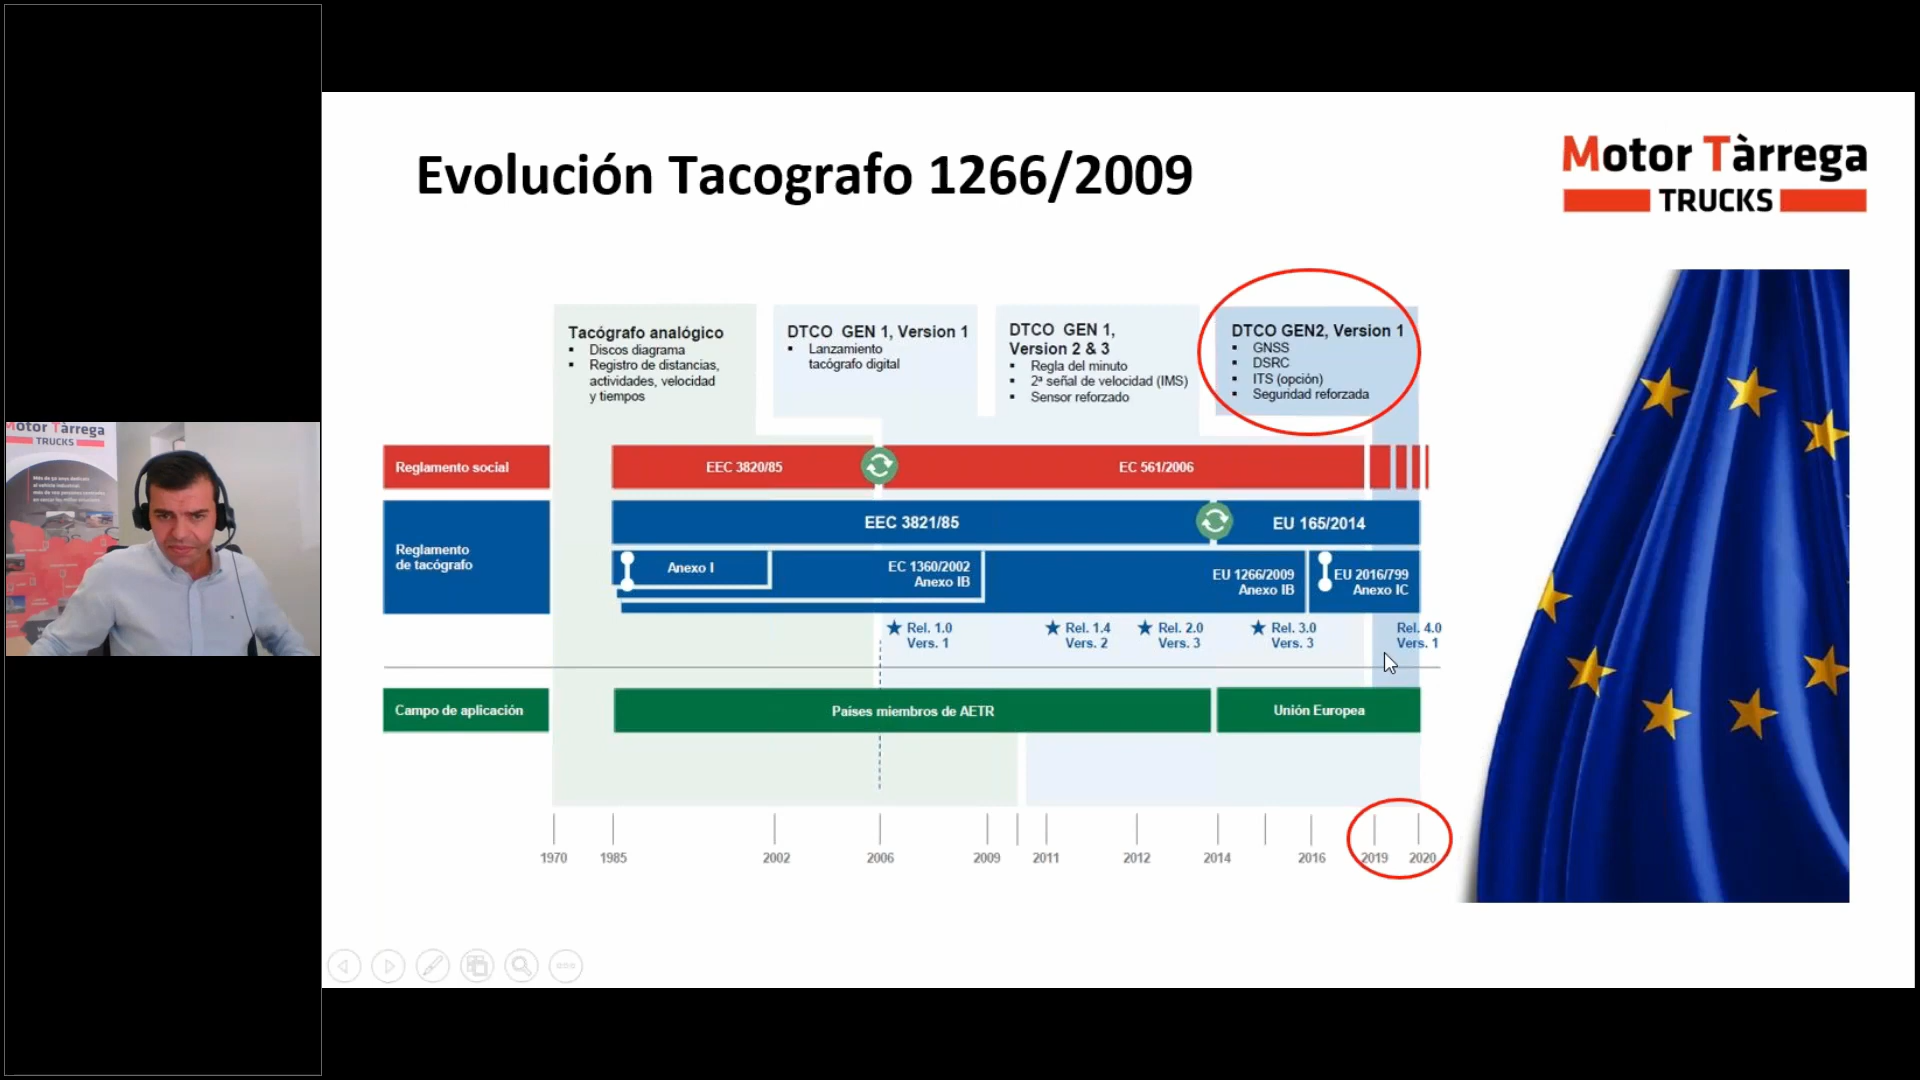 Evolución Tacografo 1266/2009
Motor Tàrrega
TRUCKS
Tacógrafo analógico
▪ Discos diagrama
▪ Registro de distancias,
actividades, velocidad
y tiempos
DTCO GEN 1, Version 1
▪ Lanzamiento
tacógrafo digital
DTCO GEN 1,
Version 2 & 3
▪ Regla del minuto
▪ 2ª señal de velocidad (IMS)
▪ Sensor reforzado
DTCO GEN2, Version 1
▪ GNSS
▪ DSRC
▪ ITS (opción)
▪ Seguridad reforzada
Reglamento social
EEC 3820/85
EC 561/2006
Reglamento
de tacógrafo
EEC 3821/85
EU 165/2014
Anexo I
EC 1360/2002
Anexo IB
EU 1266/2009
Anexo IB
EU 2016/799
Anexo IC
Rel. 1.0
Vers. 1
Rel. 1.4
Vers. 2
Rel. 2.0
Vers. 3
Rel. 3.0
Vers. 3
Rel. 4.0
Vers. 1
Campo de aplicación
Países miembros de AETR
Unión Europea
1970 1985 2002 2006 2009 2011 2012 2014 2016 2019 2020
Motor Tàrrega
TRUCKS